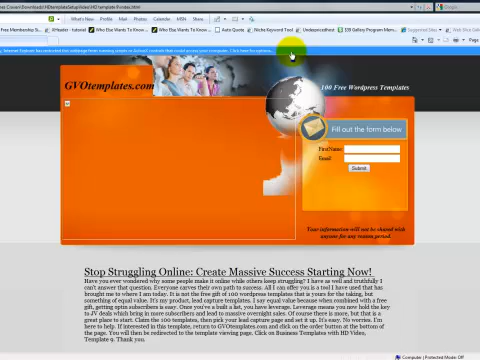 What's New Profile Mail Photos Calendar MSN Share
GVOtemplates.com
100 Free Wordpress Templates
Fill out the form below
FirstName:
Email
Submit
Your information will not be shared with
anyone for any reason period.
Stop Struggling Online: Create Massive Success Starting Now!
Have you ever wondered why some people make it online while others keep struggling? I have as well and truthfully I
can't answer that question. Everyone carves their own path to success. All I can offer you is a tool I have used that has
brought me to where I am today. It is not the free gift of 100 wordpress templates that is yours for the taking, but
something of equal value. It's my product, lead capture templates. I say equal value because when combined with a free
gift, getting optin subscribers is easy. Once you've a built a list, you have leverage. Leverage means you now hold the key
to JV deals which bring in more subscribers and lead to massive overnight sales. Of course there is more, but that is a
great place to start. Claim the 100 templates, then pick your lead capture page and set it up. It's easy. No worries. I'm
here to help. If interested in this template, return to GVOtemplates.com and click on the order button at the bottom of
the page. You will then be redirected to the template viewing page. Click on Business Templates with HD Video,
Template 9. Thank you.
Computer | Protected Mode: Off